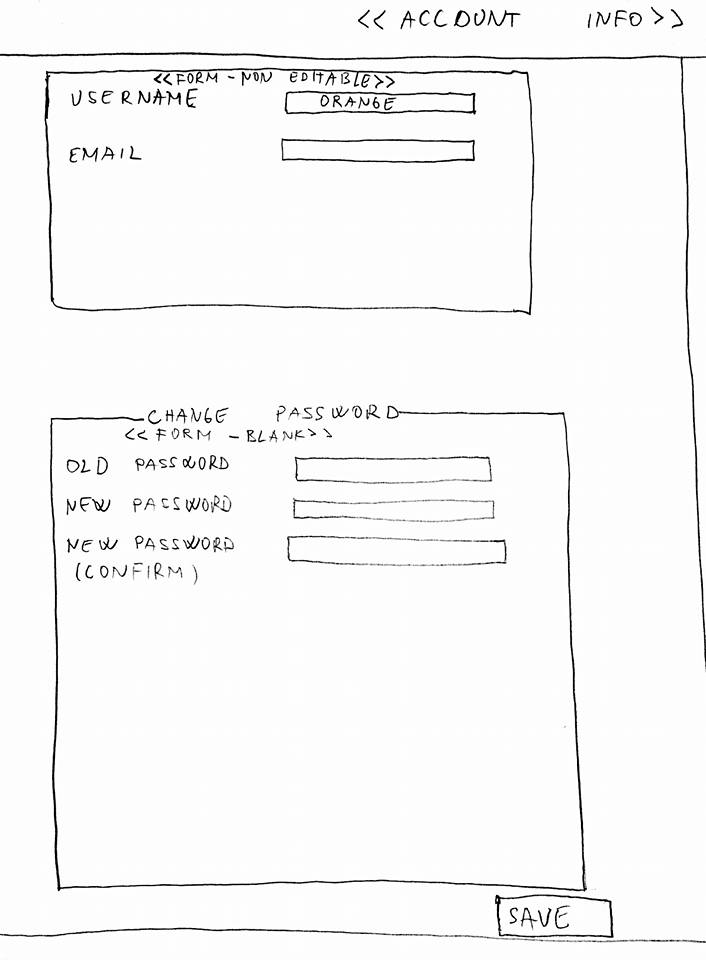 << ACCOUNT INFO >>
<< FORM - NON EDITABLE >>
USERNAME ORANGE
EMAIL
CHANGE PASSWORD
<< FORM - BLANK >>
OLD PASSWORD
NEW PASSWORD
NEW PASSWORD
(CONFIRM)
SAVE